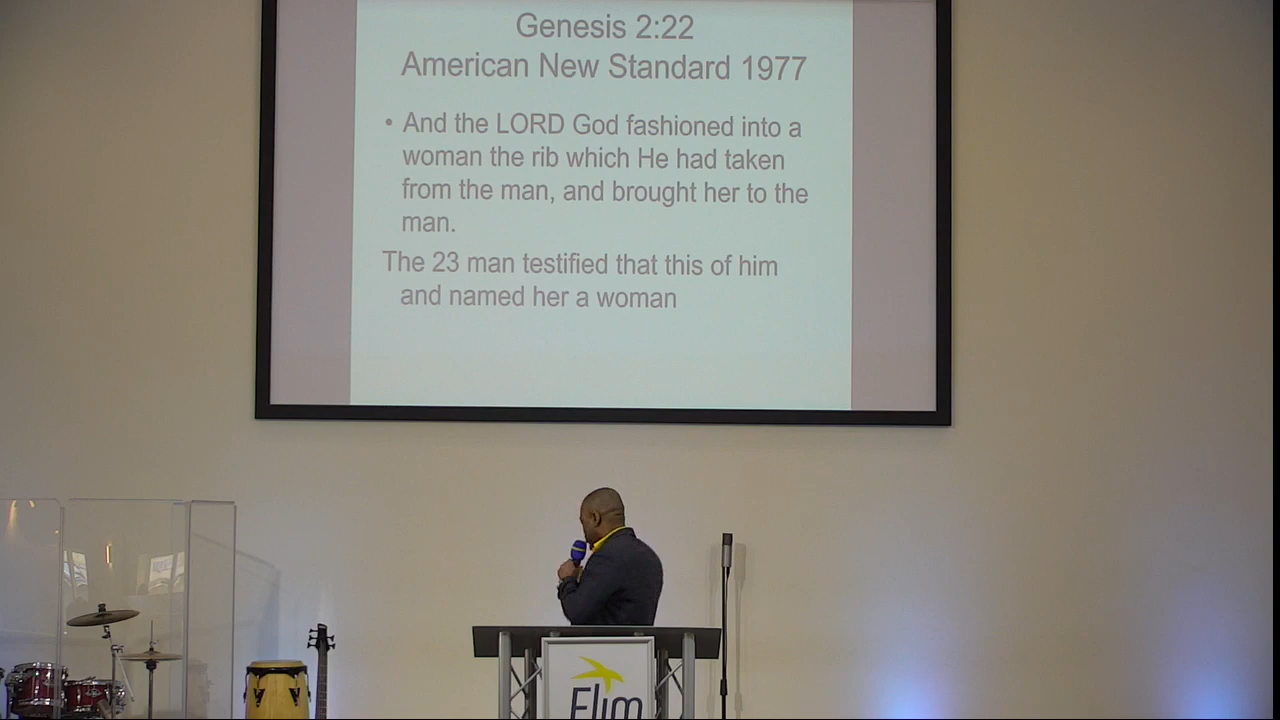 Genesis 2:22
American New Standard 1977
• And the LORD God fashioned into a
woman the rib which He had taken
from the man, and brought her to the
man.
The 23 man testified that this of him
and named her a woman
Elim